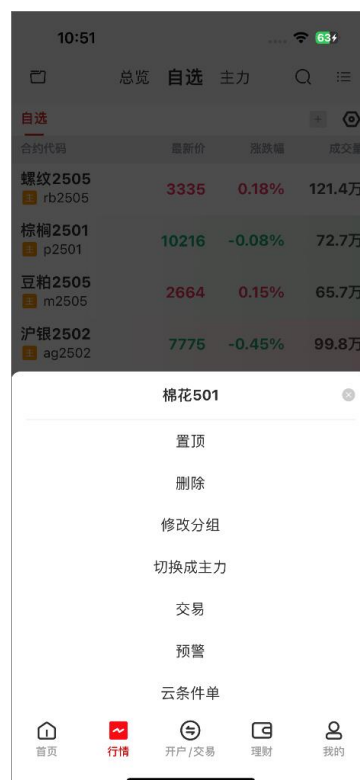 10:51
63
总览 自选 主力
自选
合约代码 最新价 涨跌幅 成交量
螺纹2505
主 rb2505
3335 0.18% 121.4万
棕榈2501
主 p2501
10216 -0.08% 72.7万
豆粕2505
主 m2505
2664 0.15% 65.7万
沪银2502
主 ag2502
7775 -0.45% 99.8万
棉花501
置顶
删除
修改分组
切换成主力
交易
预警
云条件单
首页 行情 开户/交易 理财 我的